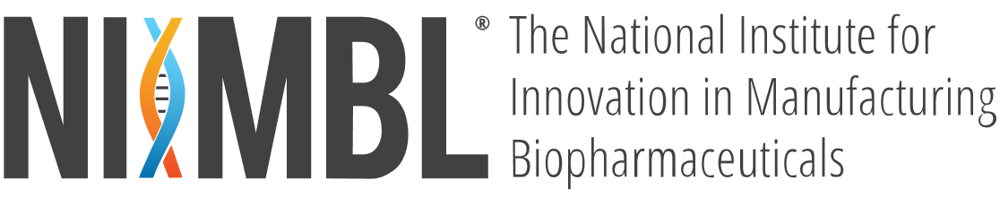 NIIMBL®
The National Institute for
Innovation in Manufacturing
Biopharmaceuticals